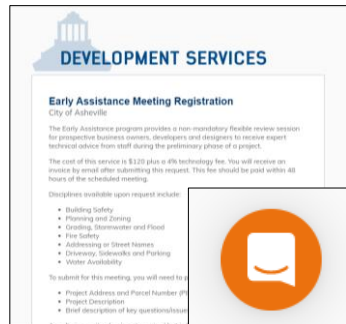 DEVELOPMENT SERVICES
Early Assistance Meeting Registration
City of Asheville
The Early Assistance program provides a non-mandatory flexible review session
for prospective business owners, developers and designers to receive expert
technical advice from staff during the preliminary phase of a project.
The cost of this service is $120 plus a 4% technology fee. You will receive an
invoice by email after submitting this request. This fee should be paid within 48
hours of the scheduled meeting.
Disciplines available upon request include:
Building Safety
Planning and Zoning
Grading, Stormwater and Flood
Fire Safety
Addressing or Street Names
Driveway, Sidewalks and Parking
Water Availability
To submit for this meeting, you will need to
Project Address and Parcel Number
Project Description
Brief description of key questions/issue